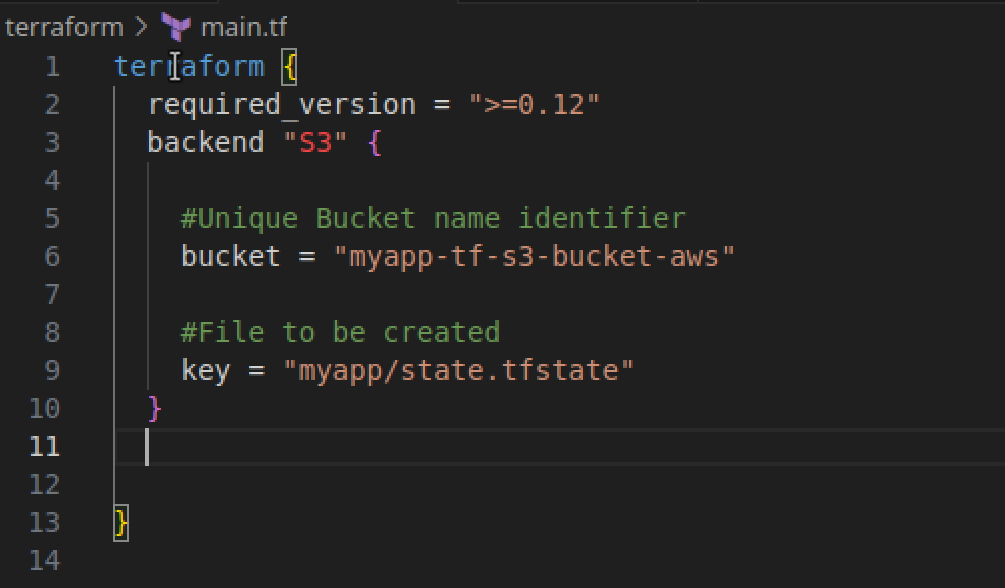 terraform > main.tf
1 terraform {
2 required_version = ">=0.12"
3 backend "S3" {
4
5 #Unique Bucket name identifier
6 bucket = "myapp-tf-s3-bucket-aws"
7
8 #File to be created
9 key = "myapp/state.tfstate"
10 }
11
12
13 }
14